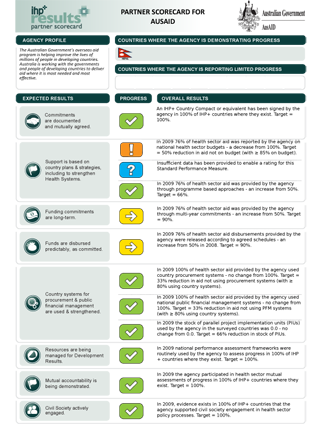 ihp+
results
partner scorecard
PARTNER SCORECARD FOR
AUSAID
Australian Government
AusAID
AGENCY PROFILE
The Australian Government's overseas aid
program is helping improve the lives of
millions of people in developing countries.
Australia is working with the governments
and people of developing countries to deliver
aid where it is most needed and most
effective.
COUNTRIES WHERE THE AGENCY IS DEMONSTRATING PROGRESS
COUNTRIES WHERE THE AGENCY IS REPORTING LIMITED PROGRESS
EXPECTED RESULTS
PROGRESS
OVERALL RESULTS
Commitments
are documented
and mutually agreed.
An IHP+ Country Compact or equivalent has been signed by the
agency in 100% of IHP+ countries where they exist. Target =
100%.
Support is based on
country plans & strategies,
including to strengthen
Health Systems.
In 2009 76% of health sector aid was reported by the agency on
national health sector budgets - a decrease from 100%. Target
= 50% reduction in aid not on budget (with ≥ 85% on budget).
Insufficient data has been provided to enable a rating for this
Standard Performance Measure.
In 2009 76% of health sector aid was provided by the agency
through programme based approaches - an increase from 50%.
Target = 66%.
Funding commitments
are long-term.
In 2009 76% of health sector aid was provided by the agency
through multi-year commitments - an increase from 50%. Target
= 90%.
Funds are disbursed
predictably, as committed.
In 2009 76% of health sector aid disbursements provided by the
agency were released according to agreed schedules - an
increase from 50% in 2008. Target = 90%.
Country systems for
procurement & public
financial management
are used & strengthened.
In 2009 100% of health sector aid provided by the agency used
country procurement systems - no change from 100%. Target =
33% reduction in aid not using procurement systems (with ≥
80% using country systems).
In 2009 100% of health sector aid provided by the agency used
national public financial management systems - no change from
100%. Target = 33% reduction in aid not using PFM systems
(with ≥ 80% using country systems).
In 2009 the stock of parallel project implementation units (PIUs)
used by the agency in the surveyed countries was 0.0 - no
change from 0.0. Target = 66% reduction in stock of PIUs.
Resources are being
managed for Development
Results.
In 2009 national performance assessment frameworks were
routinely used by the agency to assess progress in 100% of IHP
+ countries where they exist. Target = 100%.
Mutual accountability is
being demonstrated.
In 2009 the agency participated in health sector mutual
assessments of progress in 100% of IHP+ countries where they
exist. Target = 100%.
Civil Society actively
engaged.
In 2009, evidence exists in 100% of IHP+ countries that the
agency supported civil society engagement in health sector
policy processes. Target = 100%.